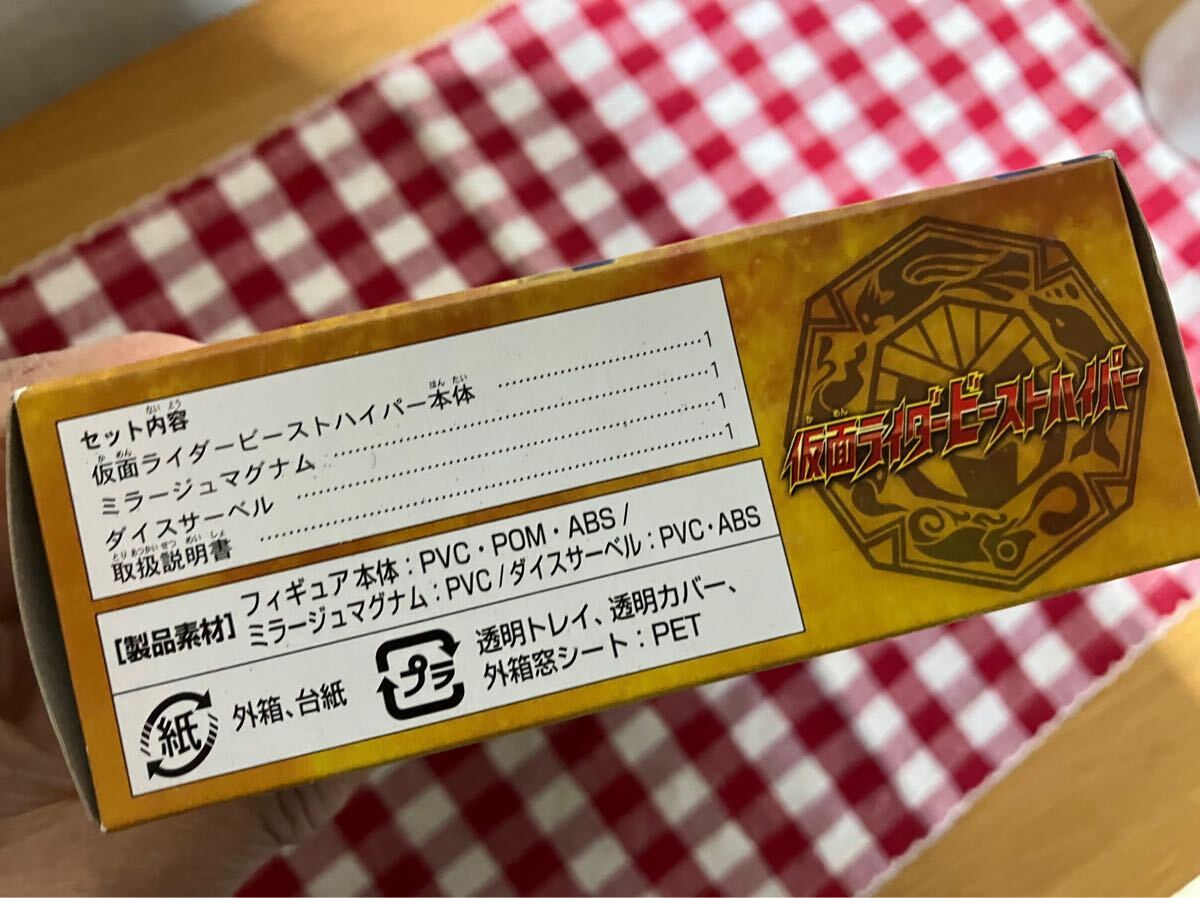 セット内容
仮面ライダービーストハイパー本体 ……………… 1
ミラージュマグナム ……………… 1
ダイスサーベル ……………… 1
取扱説明書 ……………… 1
[製品素材] フィギュア本体：PVC・POM・ABS /
ミラージュマグナム：PVC / ダイスサーベル：PVC・ABS
紙 外箱、台紙
プラ 透明トレイ、透明カバー、
外箱窓シート：PET
仮面ライダービーストハイパー